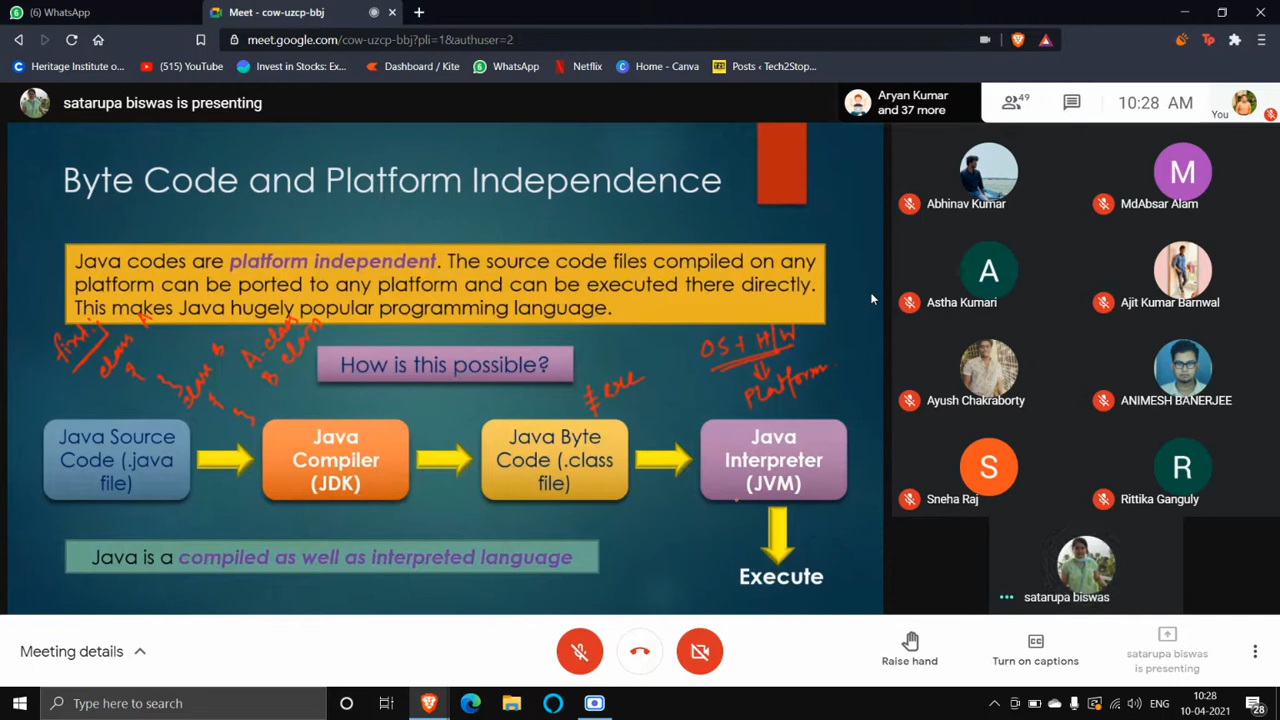 (6) WhatsApp
Meet - cow-uzcp-bbj
meet.google.com/cow-uzcp-bbj?pli=1&authuser=2
Heritage Institute o...
(515) YouTube
Invest in Stocks: Ex...
Dashboard / Kite
WhatsApp
Netflix
Home - Canva
Posts ‹ Tech2Stop...
satarupa biswas is presenting
Aryan Kumar
and 37 more
49
10:28 AM
You
Byte Code and Platform Independence
Java codes are platform independent. The source code files compiled on any
platform can be ported to any platform and can be executed there directly.
This makes Java hugely popular programming language.
first.j
class A
class B
A.class
B class
How is this possible?
≠ exe
OS + H/W
Platform
Java Source
Code (.java
file)
Java
Compiler
(JDK)
Java Byte
Code (.class
file)
Java
Interpreter
(JVM)
Java is a compiled as well as interpreted language
Execute
Abhinav Kumar
M
MdAbsar Alam
A
Astha Kumari
Ajit Kumar Barnwal
Ayush Chakraborty
ANIMESH BANERJEE
S
Sneha Raj
R
Rittika Ganguly
satarupa biswas
Meeting details
Raise hand
Turn on captions
satarupa biswas
is presenting
Type here to search
ENG
10:28
10-04-2021
28